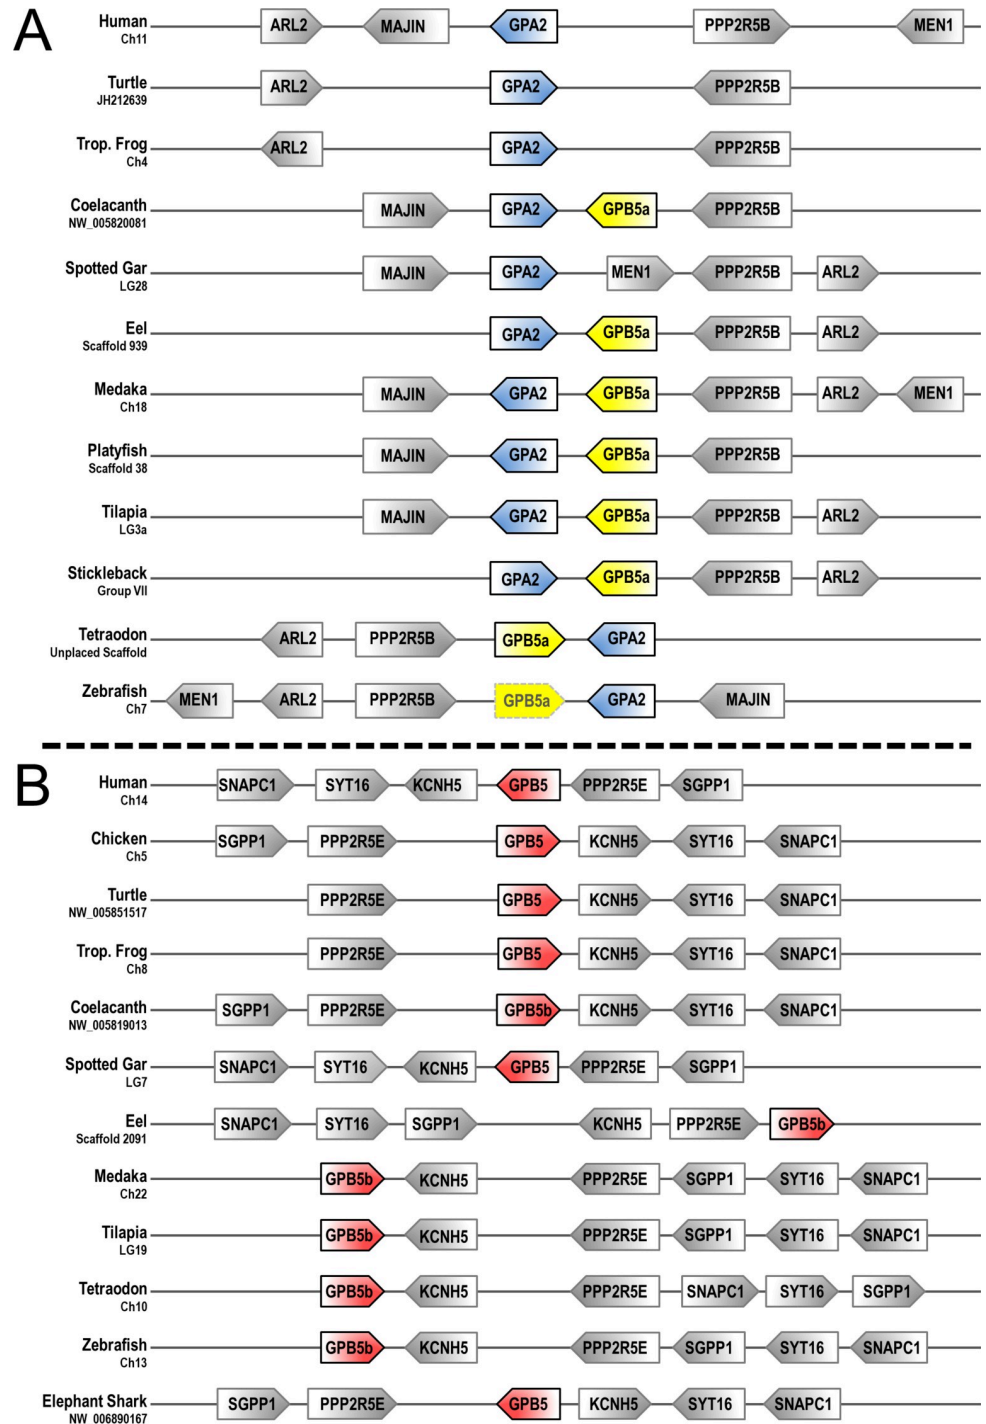 A
Human ARL2 MAJIN GPA2 PPP2R5B MEN1
Ch11
Turtle ARL2 GPA2 PPP2R5B
JH212639
Trop. Frog ARL2 GPA2 PPP2R5B
Ch4
Coelacanth MAJIN GPA2 GPB5a PPP2R5B
NW_005820081
Spotted Gar MAJIN GPA2 MEN1 PPP2R5B ARL2
LG28
Eel GPA2 GPB5a PPP2R5B ARL2
Scaffold 939
Medaka MAJIN GPA2 GPB5a PPP2R5B ARL2 MEN1
Ch18
Platyfish MAJIN GPA2 GPB5a PPP2R5B
Scaffold 38
Tilapia MAJIN GPA2 GPB5a PPP2R5B ARL2
LG3a
Stickleback GPA2 GPB5a PPP2R5B ARL2
Group VII
Tetraodon ARL2 PPP2R5B GPB5a GPA2
Unplaced Scaffold
Zebrafish MEN1 ARL2 PPP2R5B GPB5a GPA2 MAJIN
Ch7
B
Human SNAPC1 SYT16 KCNH5 GPB5 PPP2R5E SGPP1
Ch14
Chicken SGPP1 PPP2R5E GPB5 KCNH5 SYT16 SNAPC1
Ch5
Turtle PPP2R5E GPB5 KCNH5 SYT16 SNAPC1
NW_005851517
Trop. Frog PPP2R5E GPB5 KCNH5 SYT16 SNAPC1
Ch8
Coelacanth SGPP1 PPP2R5E GPB5b KCNH5 SYT16 SNAPC1
NW_005819013
Spotted Gar SNAPC1 SYT16 KCNH5 GPB5 PPP2R5E SGPP1
LG7
Eel SNAPC1 SYT16 SGPP1 KCNH5 PPP2R5E GPB5b
Scaffold 2091
Medaka GPB5b KCNH5 PPP2R5E SGPP1 SYT16 SNAPC1
Ch22
Tilapia GPB5b KCNH5 PPP2R5E SGPP1 SYT16 SNAPC1
LG19
Tetraodon GPB5b KCNH5 PPP2R5E SNAPC1 SYT16 SGPP1
Ch10
Zebrafish GPB5b KCNH5 PPP2R5E SGPP1 SYT16 SNAPC1
Ch13
Elephant Shark SGPP1 PPP2R5E GPB5 KCNH5 SYT16 SNAPC1
NW_006890167